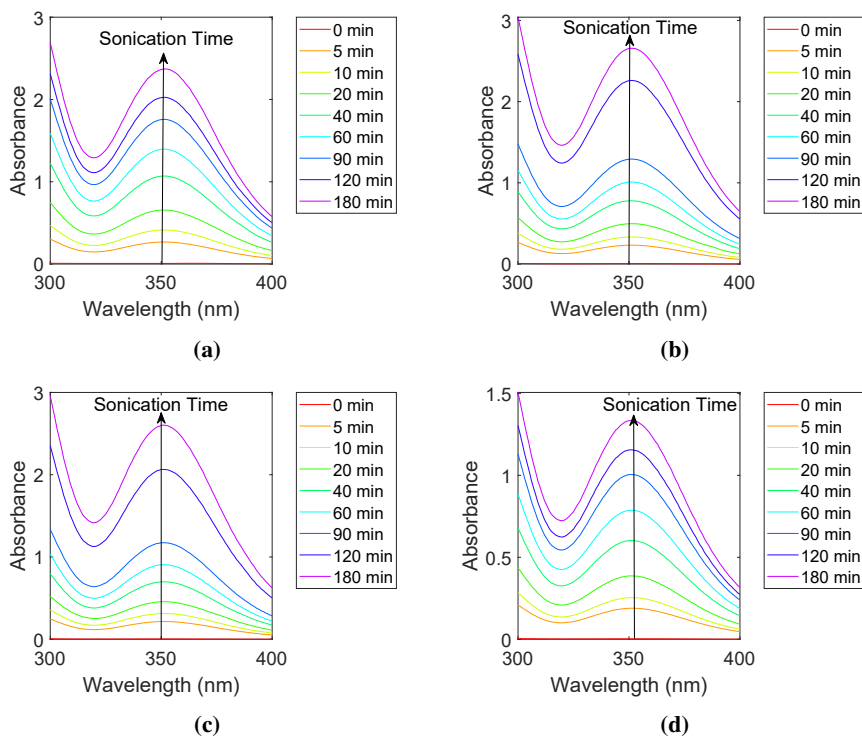 Sonication Time
3
2
1
0
Absorbance
300
350
400
Wavelength (nm)
0 min
5 min
10 min
20 min
40 min
60 min
90 min
120 min
180 min
(a)
Sonication Time
3
2
1
0
Absorbance
300
350
400
Wavelength (nm)
0 min
5 min
10 min
20 min
40 min
60 min
90 min
120 min
180 min
(b)
Sonication Time
3
2
1
0
Absorbance
300
350
400
Wavelength (nm)
0 min
5 min
10 min
20 min
40 min
60 min
90 min
120 min
180 min
(c)
Sonication Time
1.5
1
0.5
0
Absorbance
300
350
400
Wavelength (nm)
0 min
5 min
10 min
20 min
40 min
60 min
90 min
120 min
180 min
(d)